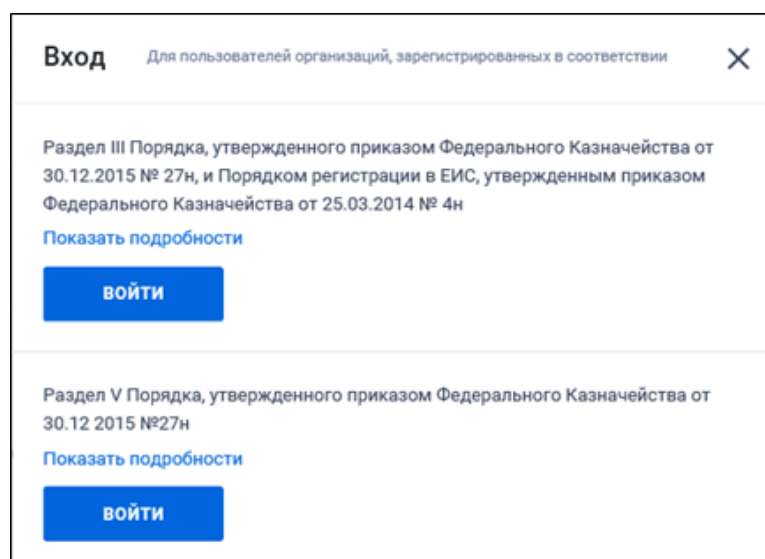 Вход
Для пользователей организаций, зарегистрированных в соответствии
Раздел III Порядка, утвержденного приказом Федерального Казначейства от
30.12.2015 № 27н, и Порядком регистрации в ЕИС, утвержденным приказом
Федерального Казначейства от 25.03.2014 № 4н
Показать подробности
ВОЙТИ
Раздел V Порядка, утвержденного приказом Федерального Казначейства от
30.12 2015 №27н
Показать подробности
ВОЙТИ